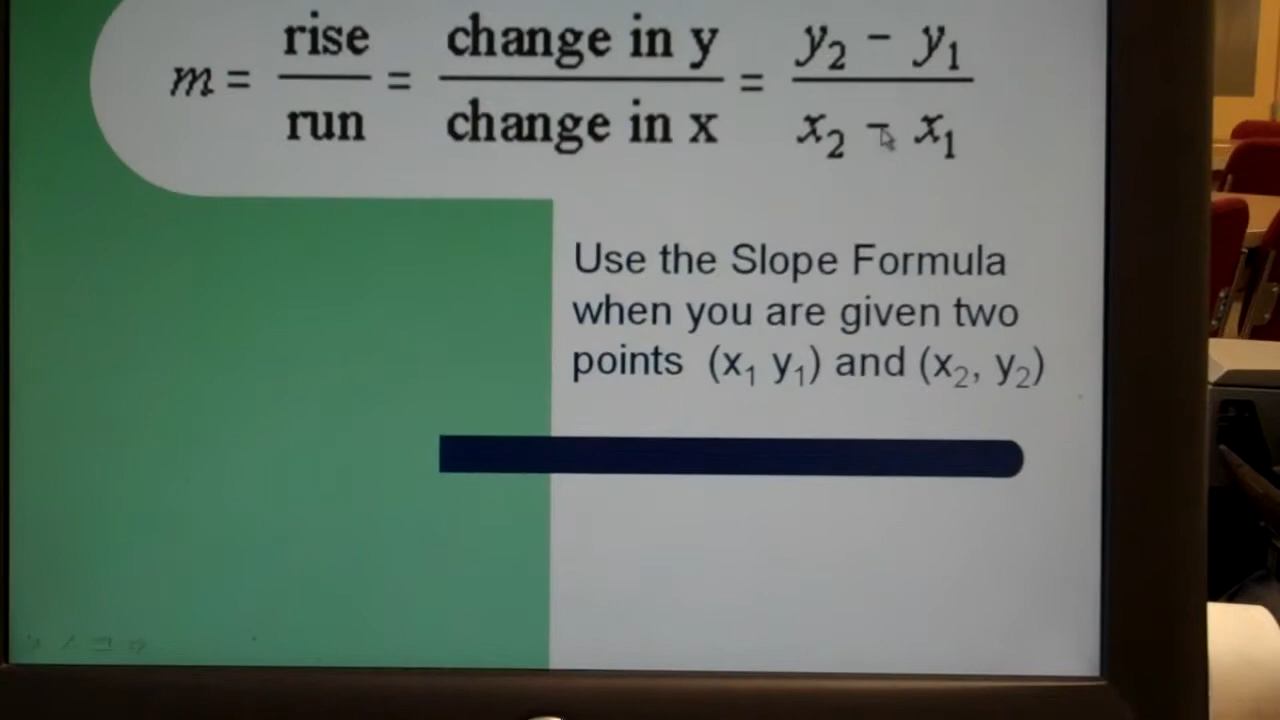 m = rise/run = change in y/change in x = y₂ - y₁/x₂ - x₁
Use the Slope Formula
when you are given two
points (x₁ y₁) and (x₂, y₂)